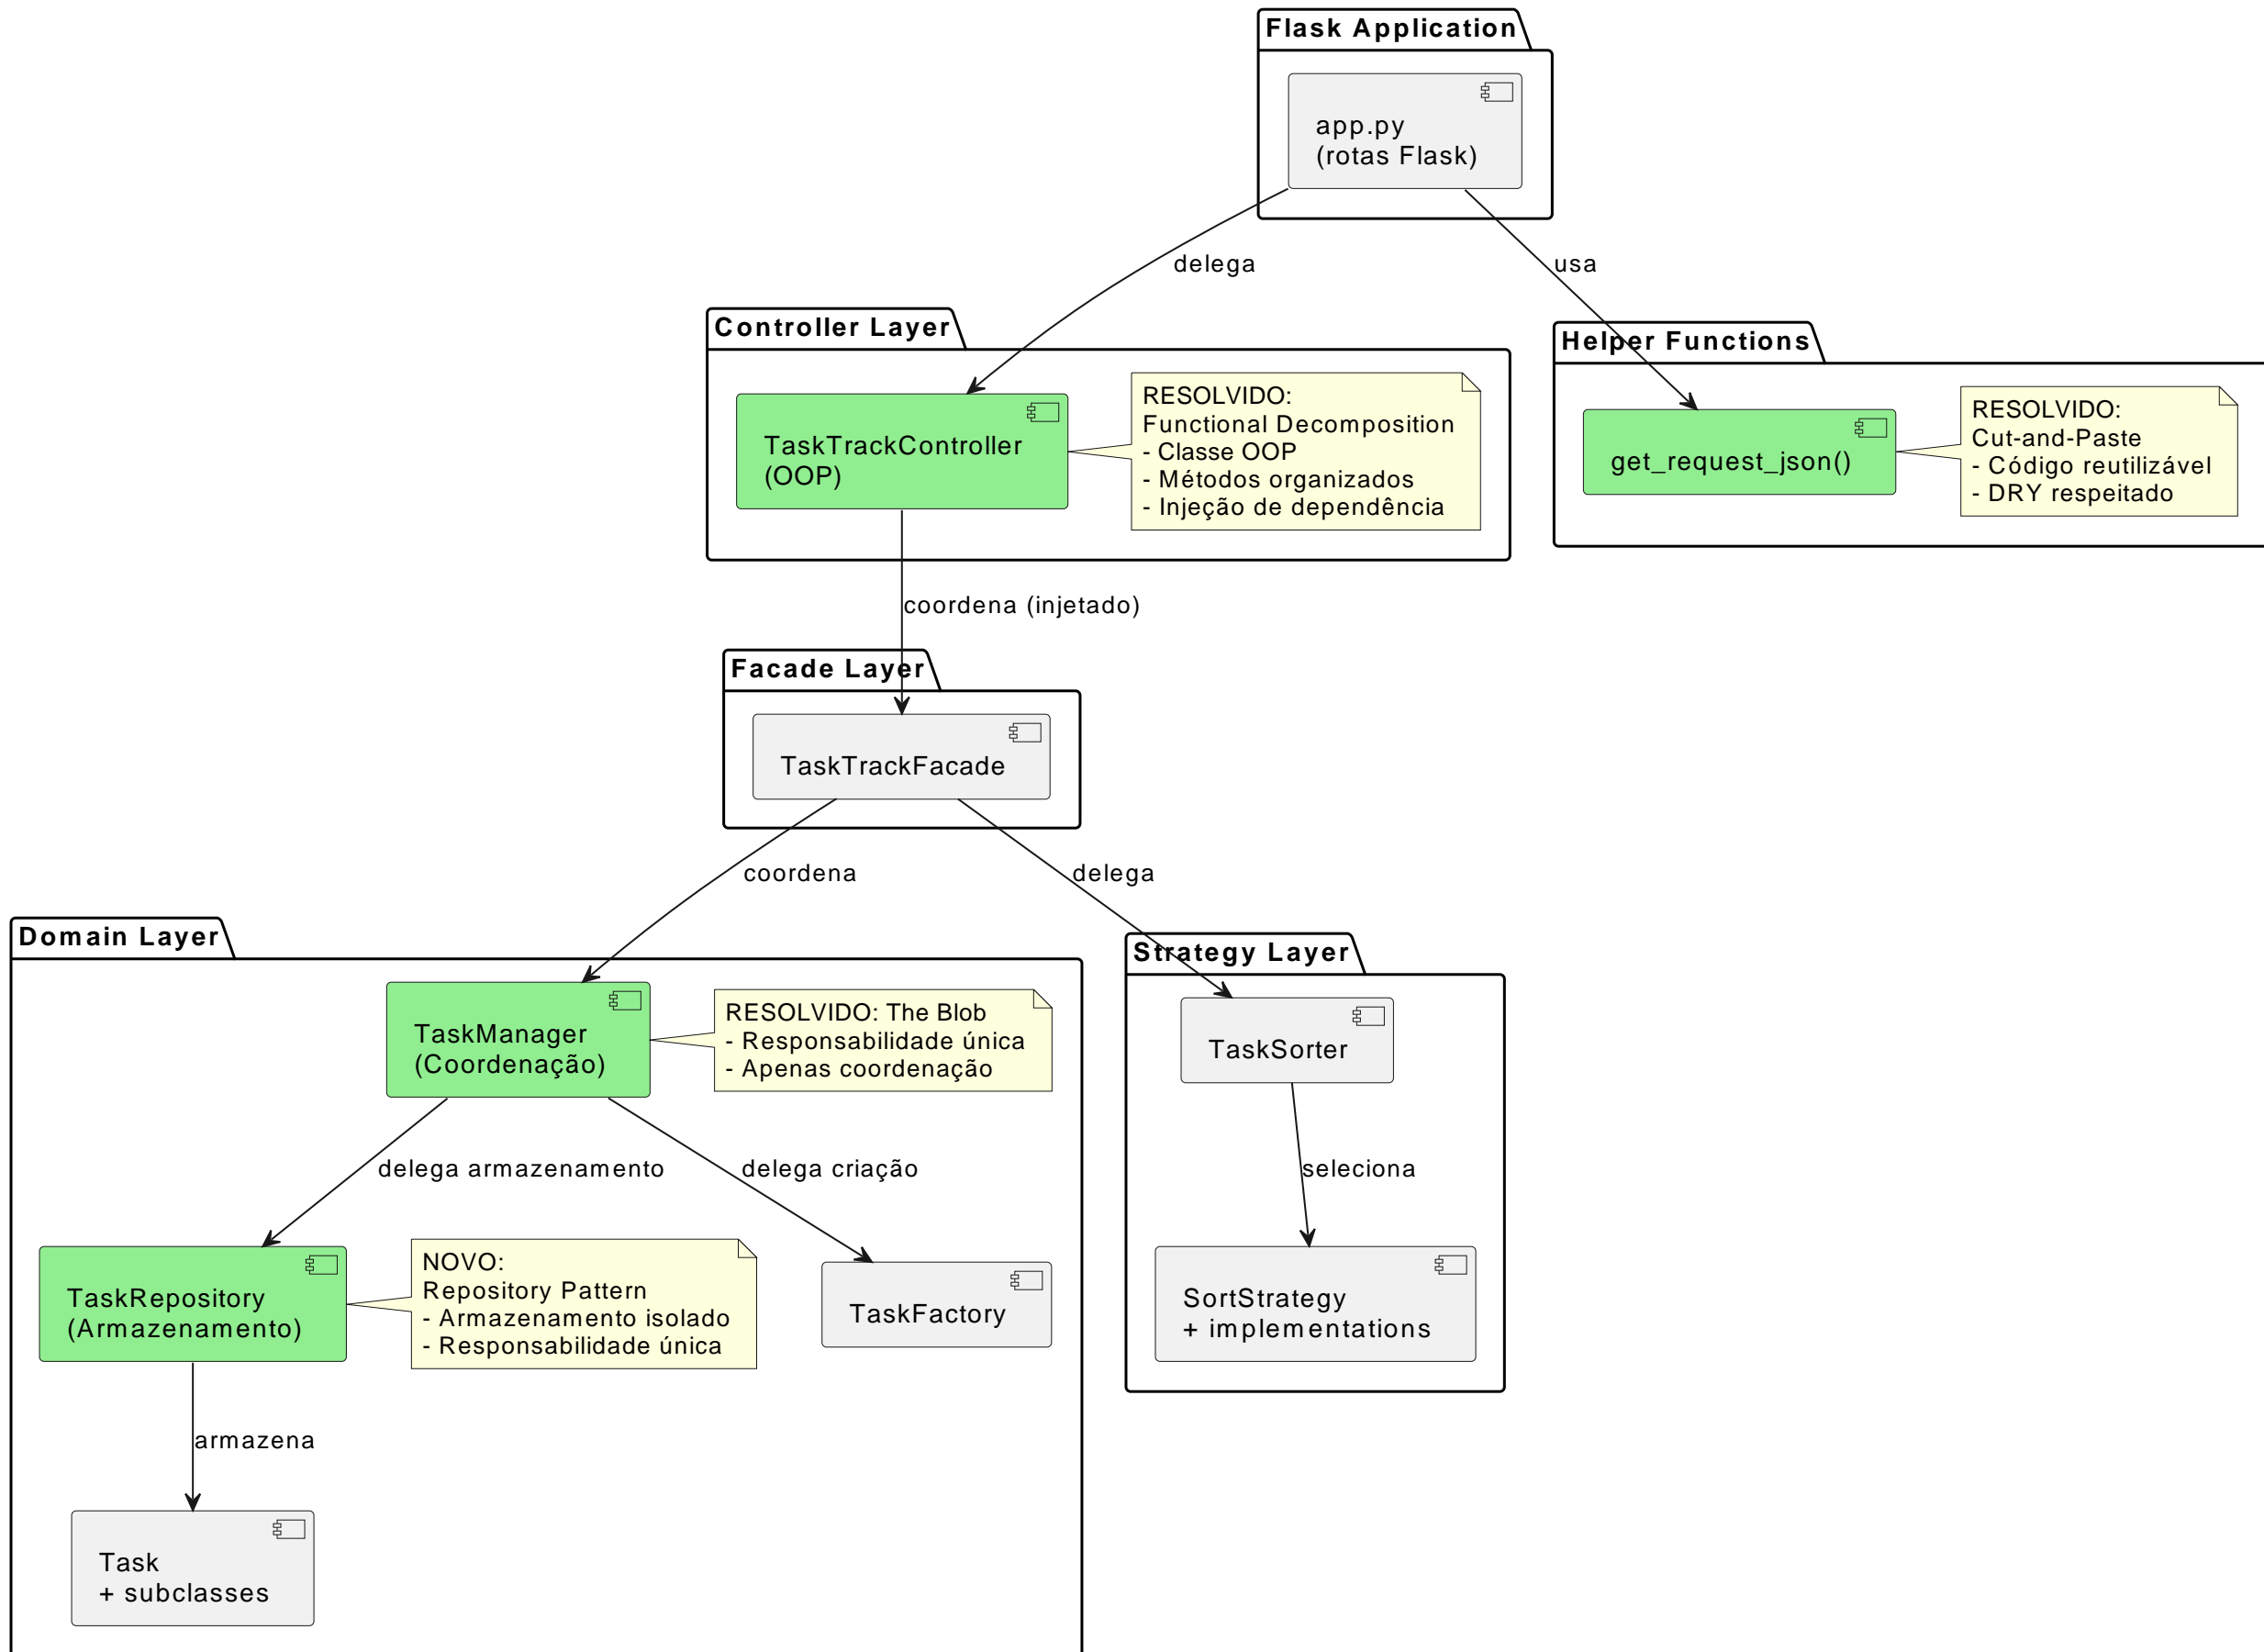 Flask Application
app.py
(rotas Flask)
delega
usa
Controller Layer
TaskTrackController
(OOP)
RESOLVIDO:
Functional Decomposition
- Classe OOP
- Métodos organizados
- Injeção de dependência
Helper Functions
get_request_json()
RESOLVIDO:
Cut-and-Paste
- Código reutilizável
- DRY respeitado
coordena (injetado)
Facade Layer
TaskTrackFacade
coordena
delega
Domain Layer
TaskManager
(Coordenação)
RESOLVIDO: The Blob
- Responsabilidade única
- Apenas coordenação
Strategy Layer
TaskSorter
delega armazenamento
delega criação
seleciona
TaskRepository
(Armazenamento)
NOVO:
Repository Pattern
- Armazenamento isolado
- Responsabilidade única
TaskFactory
SortStrategy
+ implementations
armazena
Task
+ subclasses